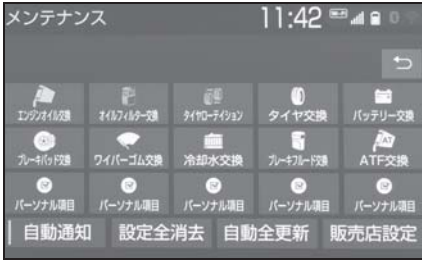 メンテナンス 11:42
エンジンオイル交換 オイルフィルター交換 タイヤローテイション タイヤ交換 バッテリー交換
ブレーキパッド交換 ワイパーゴム交換 冷却水交換 ブレーキフルード交換 ATF交換
パーソナル項目 パーソナル項目 パーソナル項目 パーソナル項目 パーソナル項目
自動通知 設定全消去 自動全更新 販売店設定